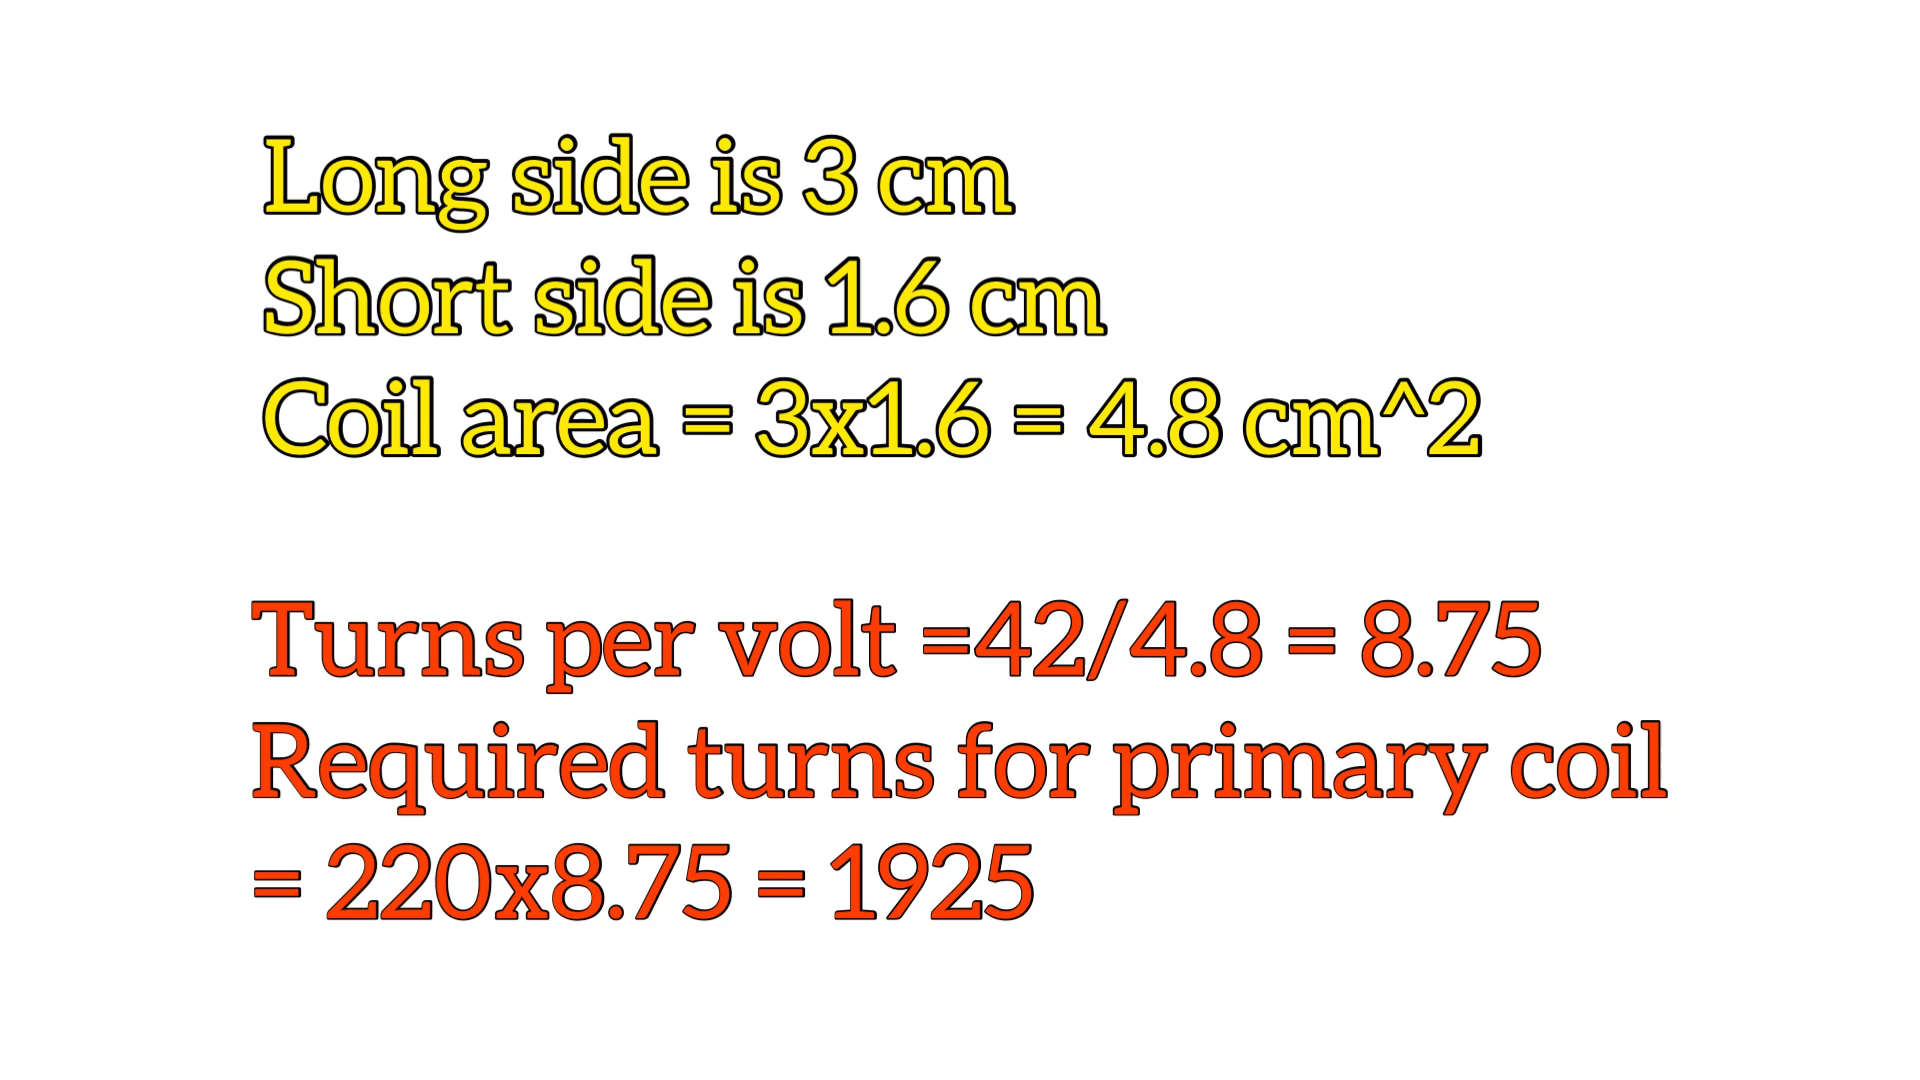 Long side is 3 cm
Short side is 1.6 cm
Coil area = 3x1.6 = 4.8 cm^2
Turns per volt =42/4.8 = 8.75
Required turns for primary coil
= 220x8.75 = 1925